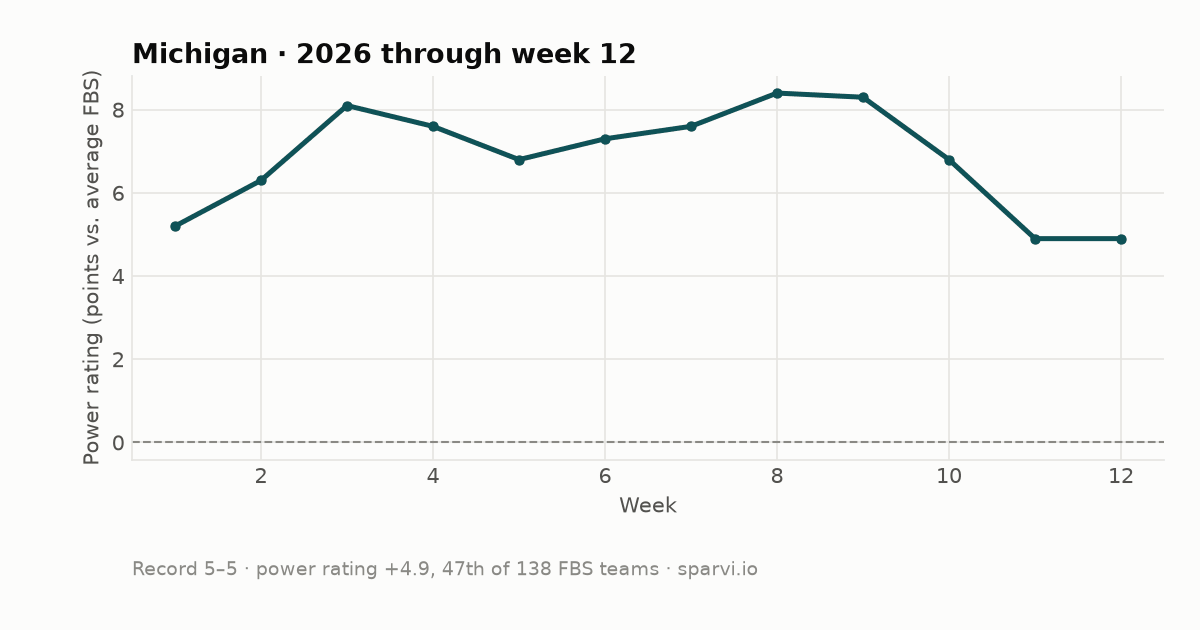 Michigan · 2026 through week 12
Power rating (points vs. average FBS)
8
6
4
2
0
2 4 6 8 10 12
Week
Record 5–5 · power rating +4.9, 47th of 138 FBS teams · sparvi.io